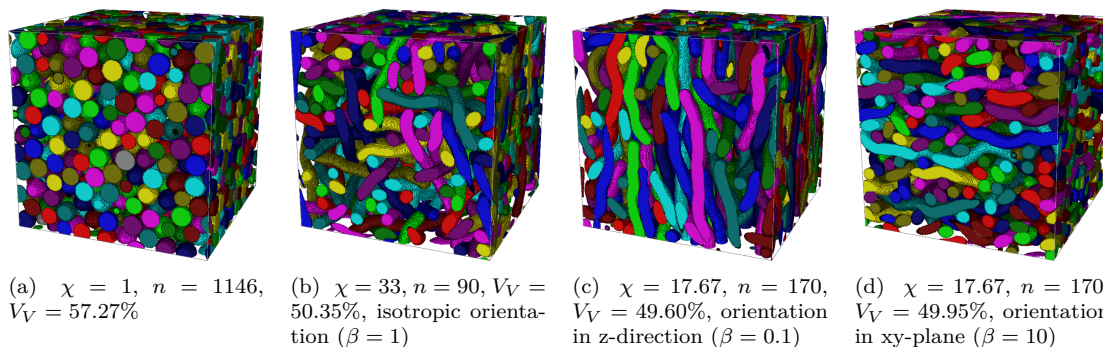 (a) χ = 1, n = 1146,
V_V = 57.27%
(b) χ = 33, n = 90, V_V =
50.35%, isotropic orienta-
tion (β = 1)
(c) χ = 17.67, n = 170,
V_V = 49.60%, orientation
in z-direction (β = 0.1)
(d) χ = 17.67, n = 170
V_V = 49.95%, orientation
in xy-plane (β = 10)